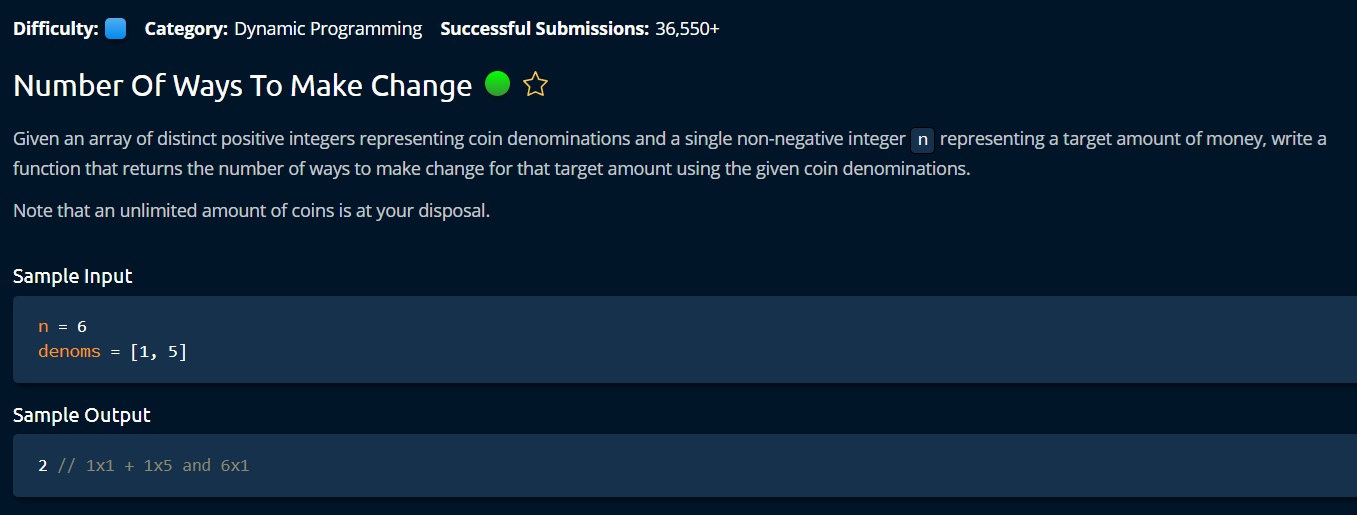 Difficulty: Category: Dynamic Programming Successful Submissions: 36,550+
Number Of Ways To Make Change
Given an array of distinct positive integers representing coin denominations and a single non-negative integer n representing a target amount of money, write a
function that returns the number of ways to make change for that target amount using the given coin denominations.
Note that an unlimited amount of coins is at your disposal.
Sample Input
n = 6
denoms = [1, 5]
Sample Output
2 // 1x1 + 1x5 and 6x1